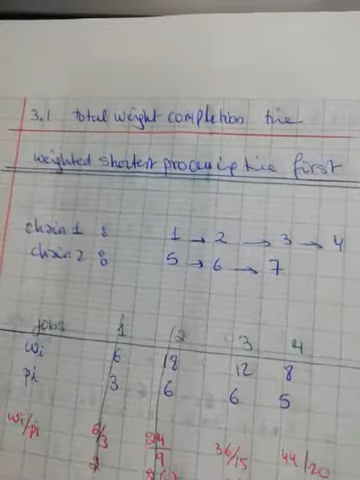 3.1 total weight completion time
weighted shortest processing time first
chain 1 : 1 → 2 → 3 → 4
chain 2 : 5 → 6 → 7
jobs 1 2 3 4
wi 6 18 12 8
pi 3 6 6 5
wi/pi 6/3 24/9 36/15 44/20
2